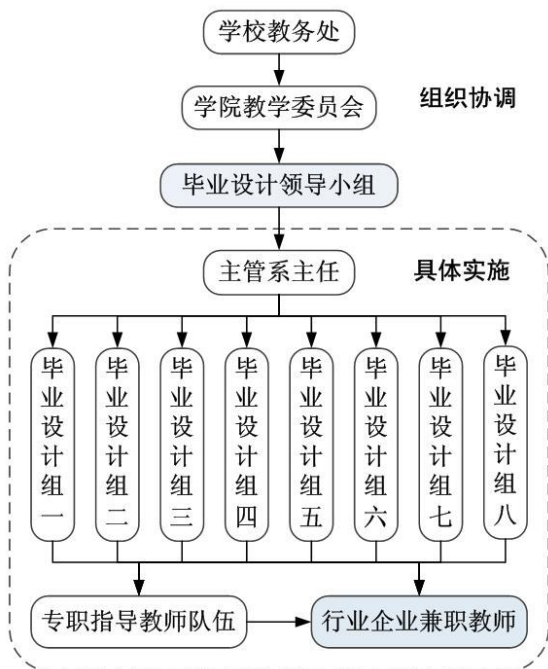 学校教务处
学院教学委员会
组织协调
毕业设计领导小组
主管系主任
具体实施
毕业设计组一
毕业设计组二
毕业设计组三
毕业设计组四
毕业设计组五
毕业设计组六
毕业设计组七
毕业设计组八
专职指导教师队伍
行业企业兼职教师